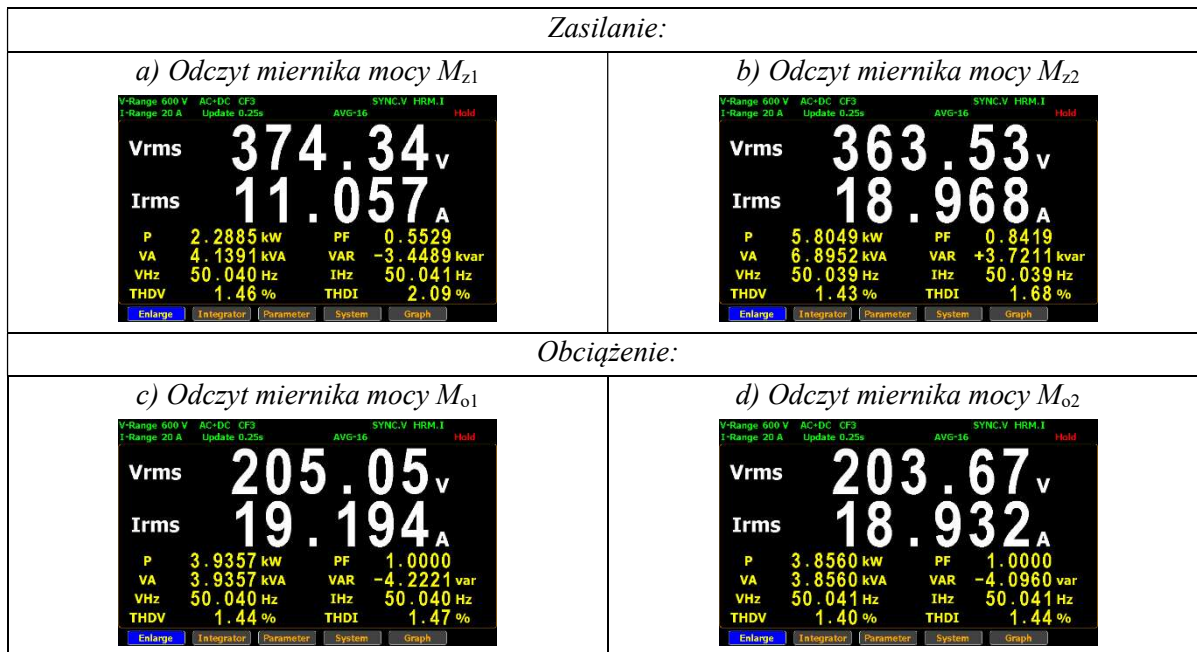 Zasilanie:
a) Odczyt miernika mocy Mz1
V-Range 600 V AC+DC CF3 SYNC.V HRM.I
I-Range 20 A Update 0.25s AVG-16 Hold
Vrms 374.34 V
Irms 11.057 A
P 2.2885 kW PF 0.5529
VA 4.1391 kVA VAR -3.4489 kvar
VHz 50.040 Hz IHz 50.041 Hz
THDV 1.46 % THDI 2.09 %
Enlarge Integrator Parameter System Graph
b) Odczyt miernika mocy Mz2
V-Range 600 V AC+DC CF3 SYNC.V HRM.I
I-Range 20 A Update 0.25s AVG-16 Hold
Vrms 363.53 V
Irms 18.968 A
P 5.8049 kW PF 0.8419
VA 6.8952 kVA VAR +3.7211 kvar
VHz 50.039 Hz IHz 50.039 Hz
THDV 1.43 % THDI 1.68 %
Enlarge Integrator Parameter System Graph
Obciążenie:
c) Odczyt miernika mocy Mo1
V-Range 600 V AC+DC CF3 SYNC.V HRM.I
I-Range 20 A Update 0.25s AVG-16 Hold
Vrms 205.05 V
Irms 19.194 A
P 3.9357 kW PF 1.0000
VA 3.9357 kVA VAR -4.2221 var
VHz 50.040 Hz IHz 50.040 Hz
THDV 1.44 % THDI 1.47 %
Enlarge Integrator Parameter System Graph
d) Odczyt miernika mocy Mo2
V-Range 600 V AC+DC CF3 SYNC.V HRM.I
I-Range 20 A Update 0.25s AVG-16 Hold
Vrms 203.67 V
Irms 18.932 A
P 3.8560 kW PF 1.0000
VA 3.8560 kVA VAR -4.0960 var
VHz 50.041 Hz IHz 50.041 Hz
THDV 1.40 % THDI 1.44 %
Enlarge Integrator Parameter System Graph